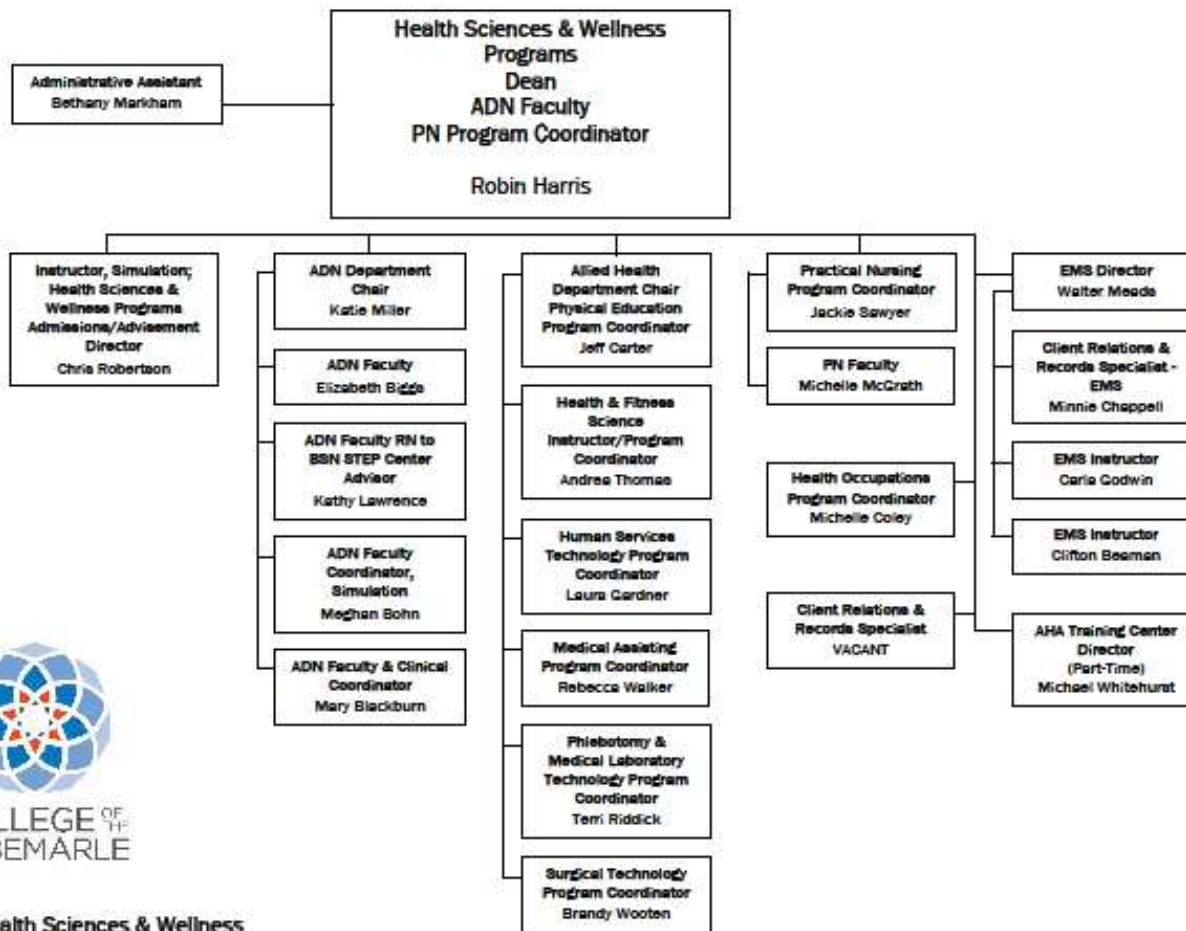 Health Sciences & Wellness
Programs
Dean
ADN Faculty
PN Program Coordinator
Robin Harris
Administrative Assistant
Bethany Markham
Instructor, Simulation;
Health Sciences &
Wellness Programs
Admissions/Advisement
Director
Chris Robertson
ADN Department
Chair
Katie Miller
ADN Faculty
Elizabeth Biggs
ADN Faculty RN to
BSN STEP Center
Advisor
Kathy Lawrence
ADN Faculty
Coordinator,
Simulation
Meghan Bohn
ADN Faculty & Clinical
Coordinator
Mary Blackburn
Allied Health
Department Chair
Physical Education
Program Coordinator
Jeff Carter
Health & Fitness
Science
Instructor/Program
Coordinator
Andrea Thomas
Human Services
Technology Program
Coordinator
Laura Gardner
Medical Assisting
Program Coordinator
Rebecca Walker
Phlebotomy &
Medical Laboratory
Technology Program
Coordinator
Terri Riddick
Surgical Technology
Program Coordinator
Brandy Wooten
Practical Nursing
Program Coordinator
Jackie Sawyer
PN Faculty
Michelle McGrath
Health Occupations
Program Coordinator
Michelle Coley
Client Relations &
Records Specialist
VACANT
EMS Director
Walter Meads
Client Relations &
Records Specialist -
EMS
Minnie Chappell
EMS Instructor
Carla Godwin
EMS Instructor
Clifton Beaman
AHA Training Center
Director
(Part-Time)
Michael Whitehurst
LLEGE OF THE
BEMARLE
alth Sciences & Wellness